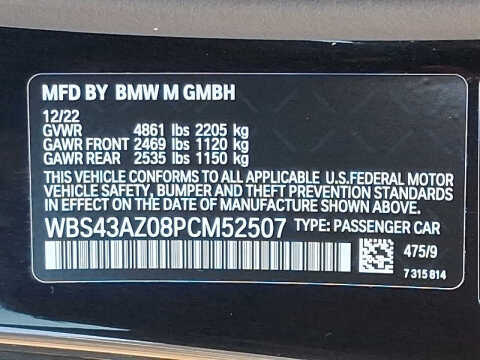 MFD BY BMW M GMBH
12/22
GVWR 4861 lbs 2205 kg
GAWR FRONT 2469 lbs 1120 kg
GAWR REAR 2535 lbs 1150 kg
THIS VEHICLE CONFORMS TO ALL APPLICABLE U.S.FEDERAL MOTOR
VEHICLE SAFETY, BUMPER AND THEFT PREVENTION STANDARDS
IN EFFECT ON THE DATE OF MANUFACTURE SHOWN ABOVE.
WBS43AZ08PCM52507 TYPE: PASSENGER CAR
475/9
7 315 814